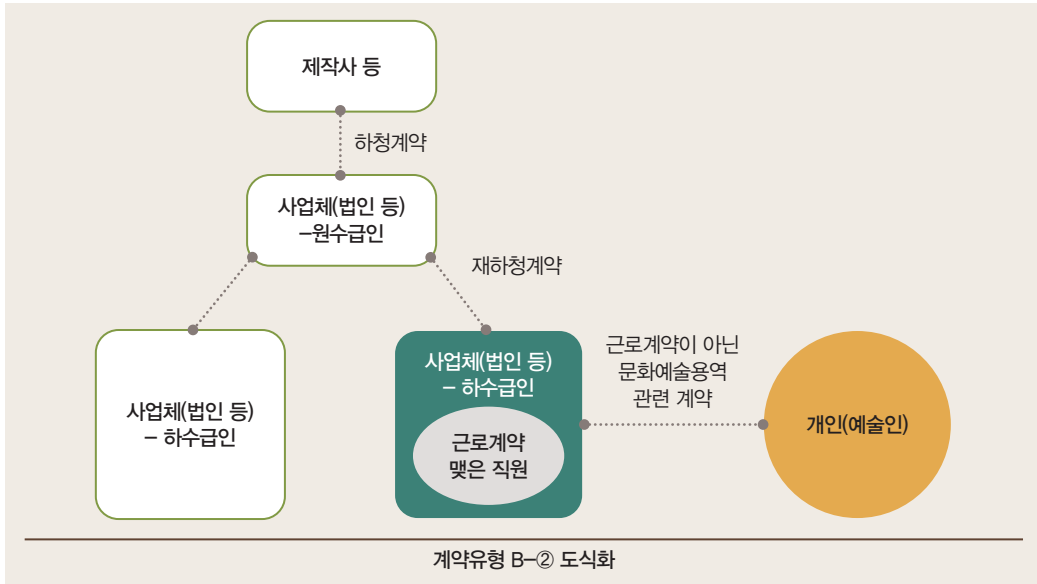 제작사 등
하청계약
사업체(법인 등)
–원수급인
재하청계약
사업체(법인 등)
– 하수급인
사업체(법인 등)
– 하수급인
근로계약
맺은 직원
근로계약이 아닌
문화예술용역
관련 계약
개인(예술인)
계약유형 B–② 도식화